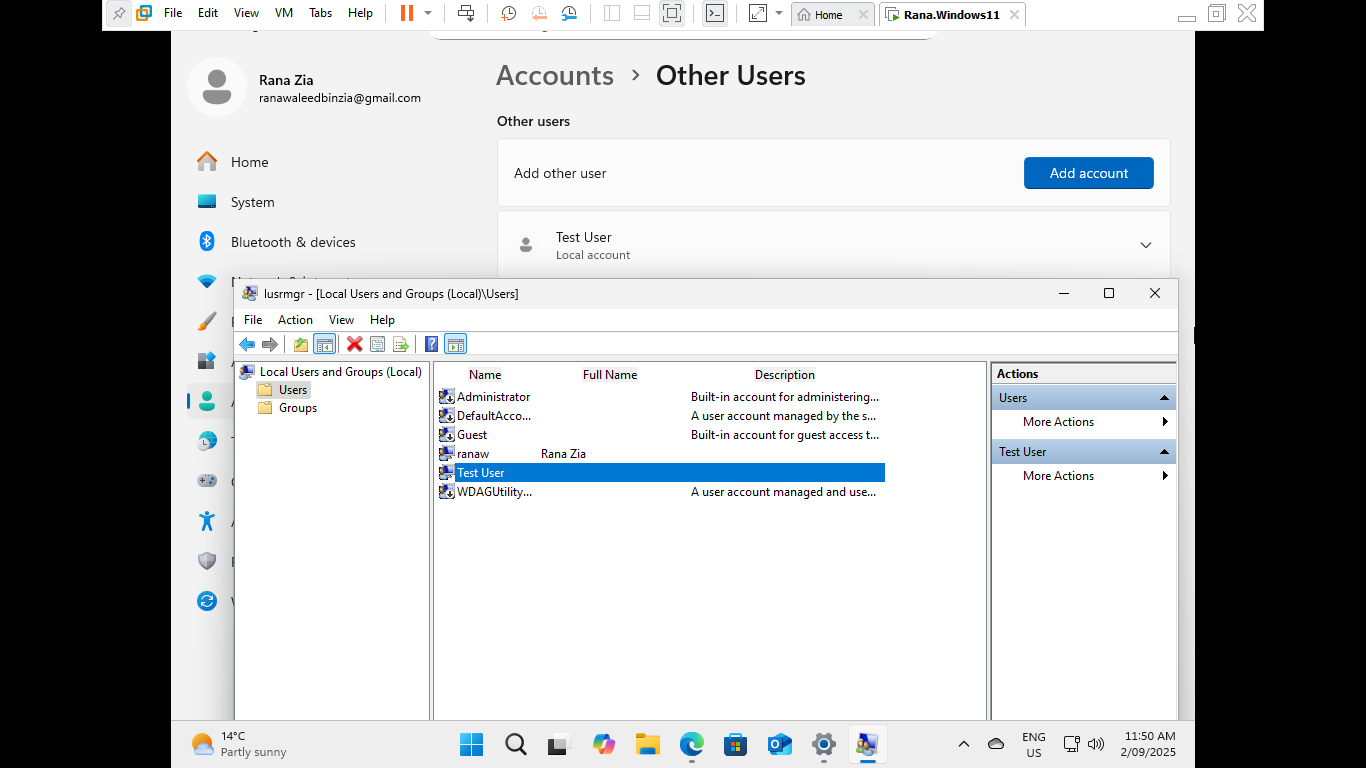 File Edit View VM Tabs Help
Home
Rana.Windows11
Rana Zia
ranawaleedbinzia@gmail.com
Home
System
Bluetooth & devices
Accounts > Other Users
Other users
Add other user
Add account
Test User
Local account
lusrmgr - [Local Users and Groups (Local)\Users]
File Action View Help
Local Users and Groups (Local)
Users
Groups
Name Full Name Description
Administrator Built-in account for administering...
DefaultAcco... A user account managed by the s...
Guest Built-in account for guest access t...
ranaw Rana Zia
Test User
WDAGUtility... A user account managed and use...
Actions
Users
More Actions
Test User
More Actions
14°C
Partly sunny
ENG
US
11:50 AM
2/09/2025